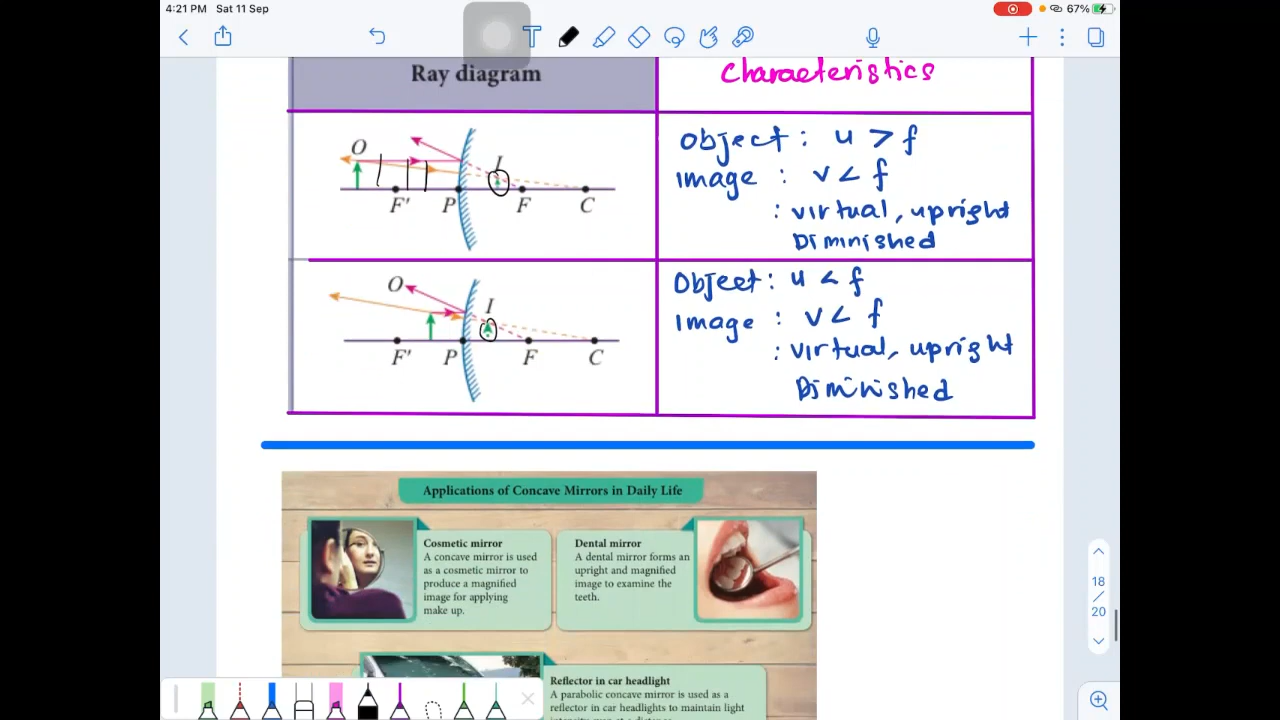 4:21 PM Sat 11 Sep
67%
T
Ray diagram
Characteristics
O
I
F' P F C
Object : u > f
Image : v < f
: virtual, upright
Diminished
O
I
F' P F C
Object : u < f
Image : v < f
: virtual, upright
Diminished
Applications of Concave Mirrors in Daily Life
Cosmetic mirror
A concave mirror is used
as a cosmetic mirror to
produce a magnified
image for applying
make up.
Dental mirror
A dental mirror forms an
upright and magnified
image to examine the
teeth.
Reflector in car headlight
A parabolic concave mirror is used as a
reflector in car headlights to maintain light
18
/
20